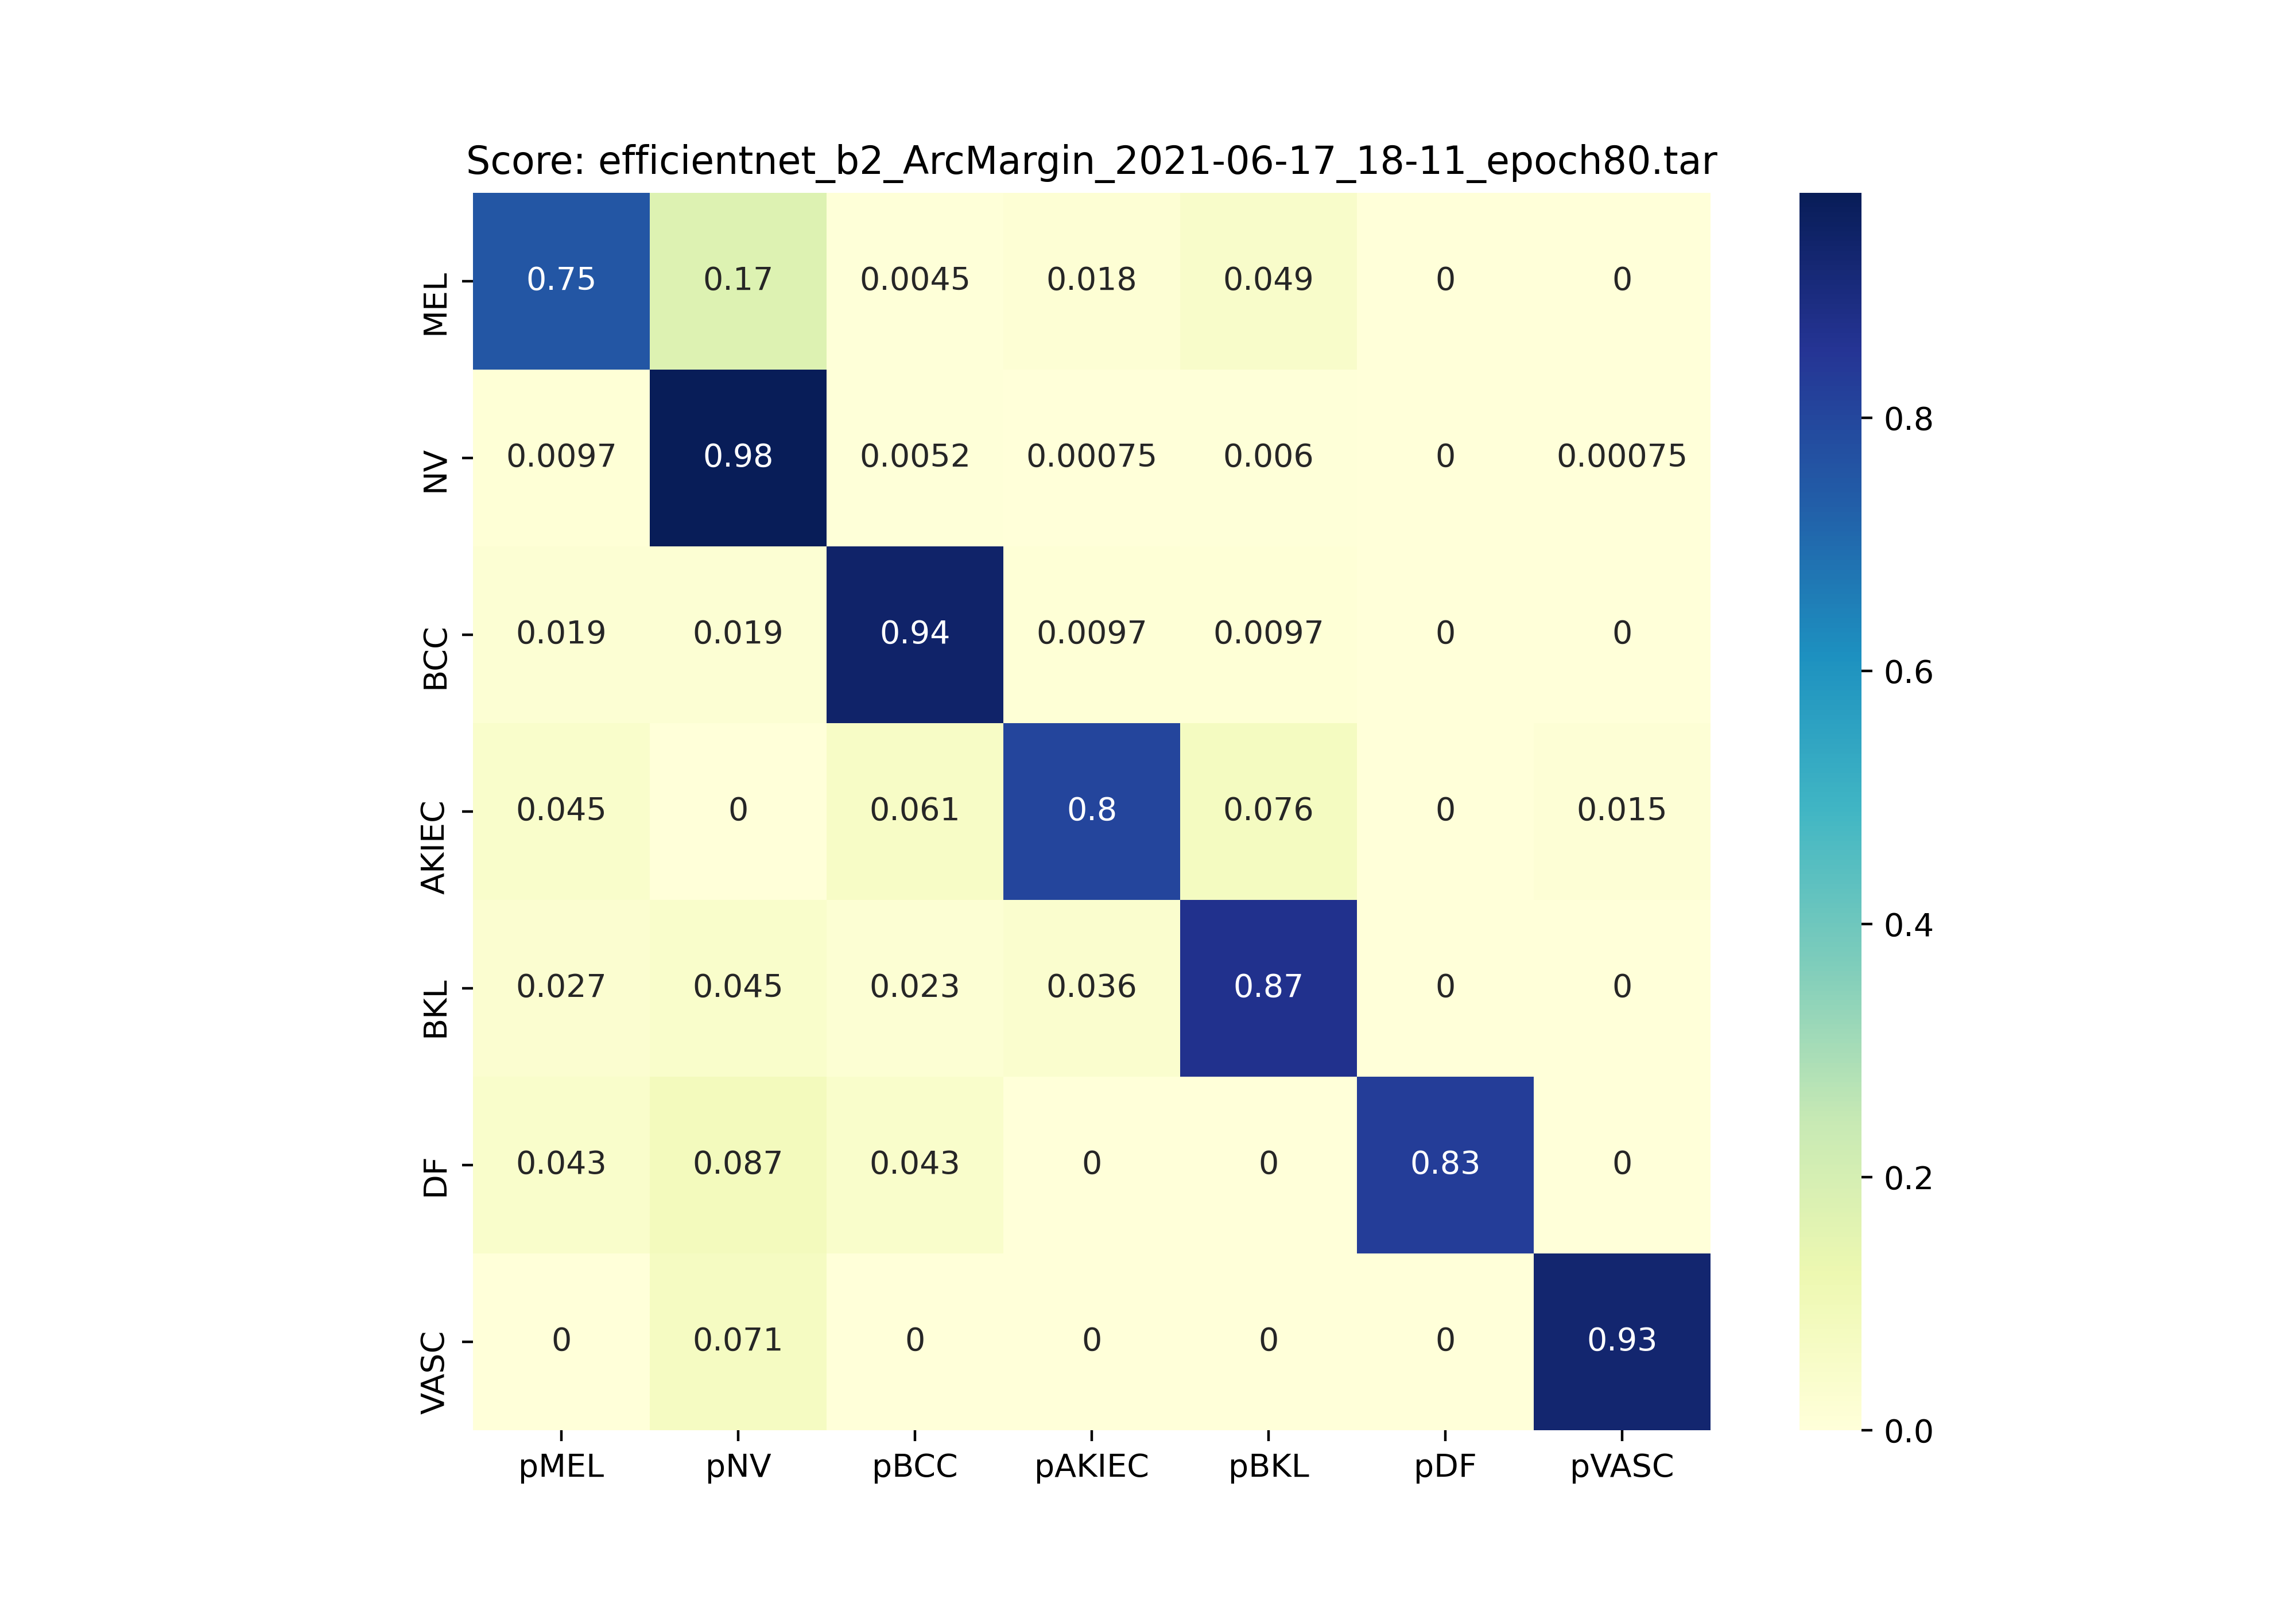 Score: efficientnet_b2_ArcMargin_2021-06-17_18-11_epoch80.tar
MEL 0.75 0.17 0.0045 0.018 0.049 0 0
NV 0.0097 0.98 0.0052 0.00075 0.006 0 0.00075
BCC 0.019 0.019 0.94 0.0097 0.0097 0 0
AKIEC 0.045 0 0.061 0.8 0.076 0 0.015
BKL 0.027 0.045 0.023 0.036 0.87 0 0
DF 0.043 0.087 0.043 0 0 0.83 0
VASC 0 0.071 0 0 0 0 0.93
pMEL pNV pBCC pAKIEC pBKL pDF pVASC
0.8
0.6
0.4
0.2
0.0